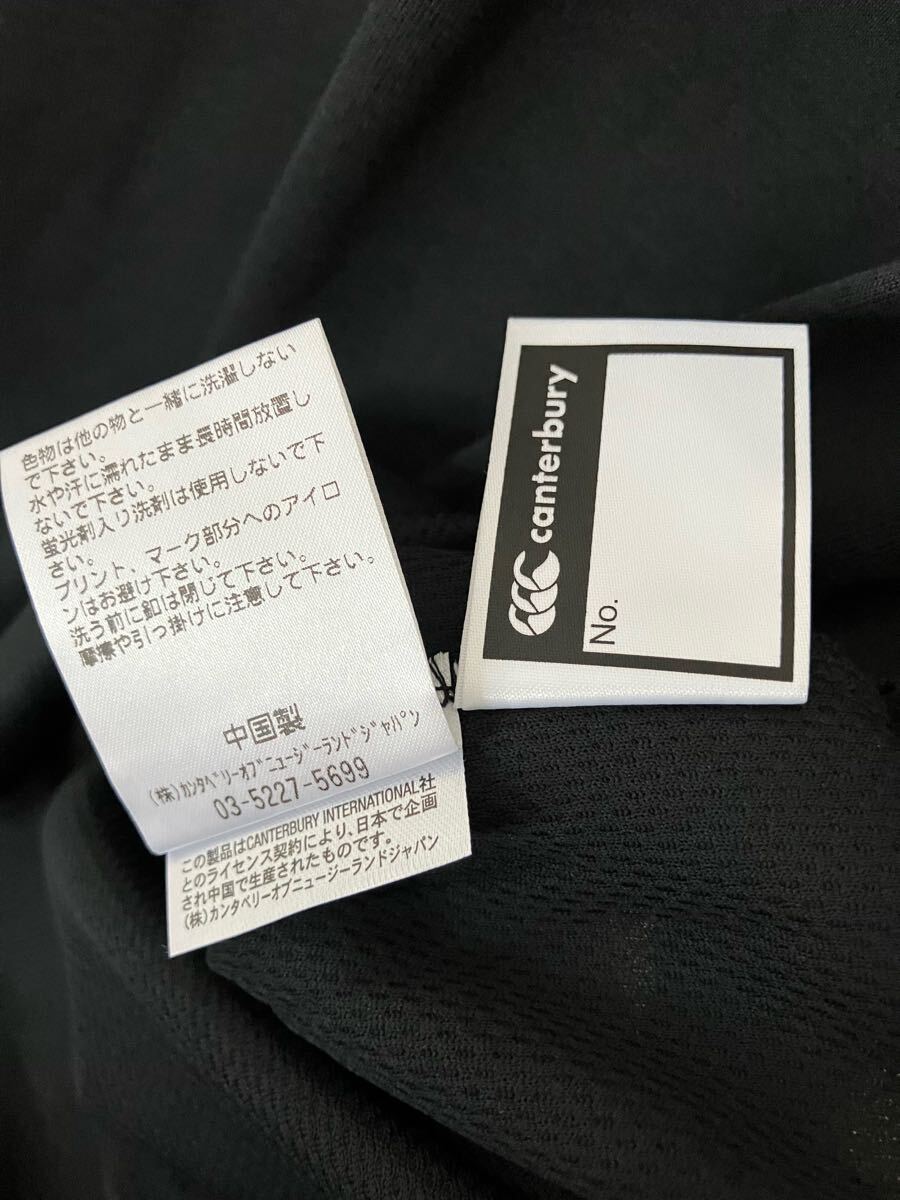 色物は他の物と一緒に洗濯しない
で下さい。
水や汗に濡れたまま長時間放置し
ないで下さい。
蛍光剤入り洗剤は使用しないで下
さい。
プリント、マーク部分へのアイロ
ンはお避け下さい。
洗う前に釦は閉じて下さい。
摩擦や引っ掛けに注意して下さい。
中国製
(株)ｶﾝﾀﾍﾞﾘｰｵﾌﾞﾆｭｰｼﾞｰﾗﾝﾄﾞｼﾞｬﾊﾟﾝ
03-5227-5699
この製品はCANTERBURY INTERNATIONAL社
とのライセンス契約により、日本で企画
され中国で生産されたものです。
(株)カンタベリーオブニュージーランドジャパン
canterbury
No.